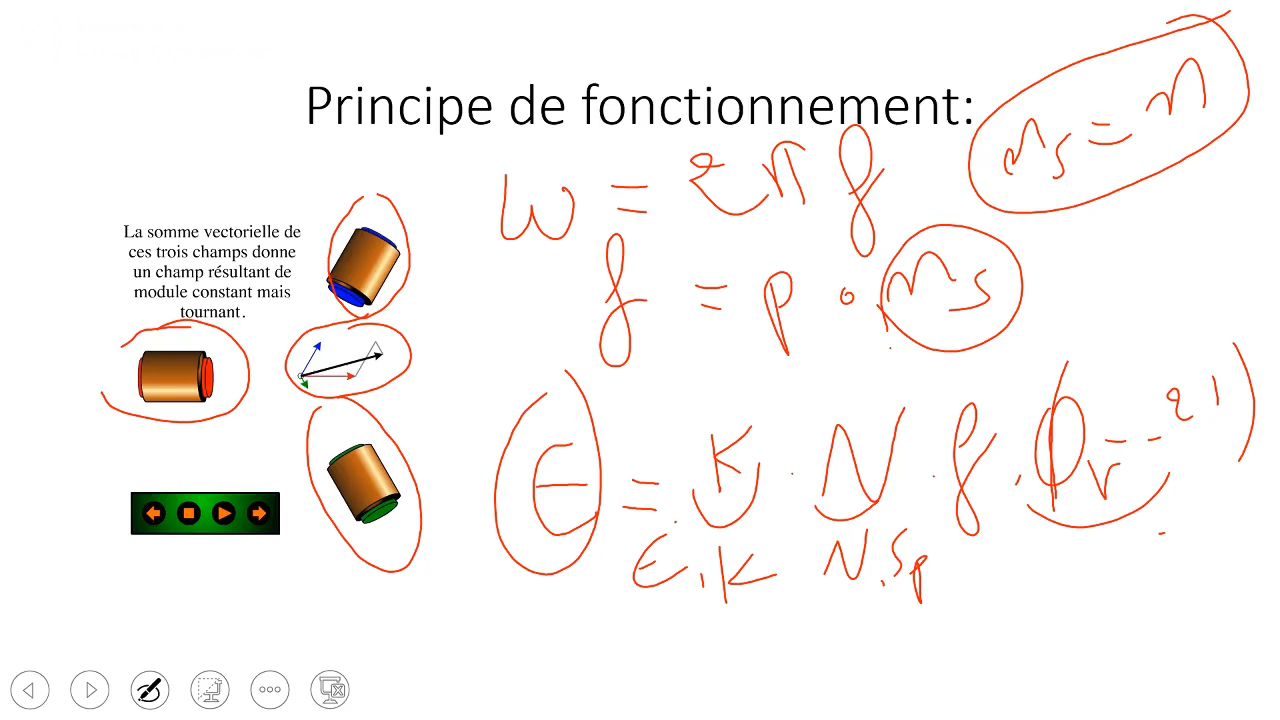 Principe de fonctionnement:
ns = n
La somme vectorielle de
ces trois champs donne
un champ résultant de
module constant mais
tournant.
ω = 2π f
f = p . ns
E = K . N . f .